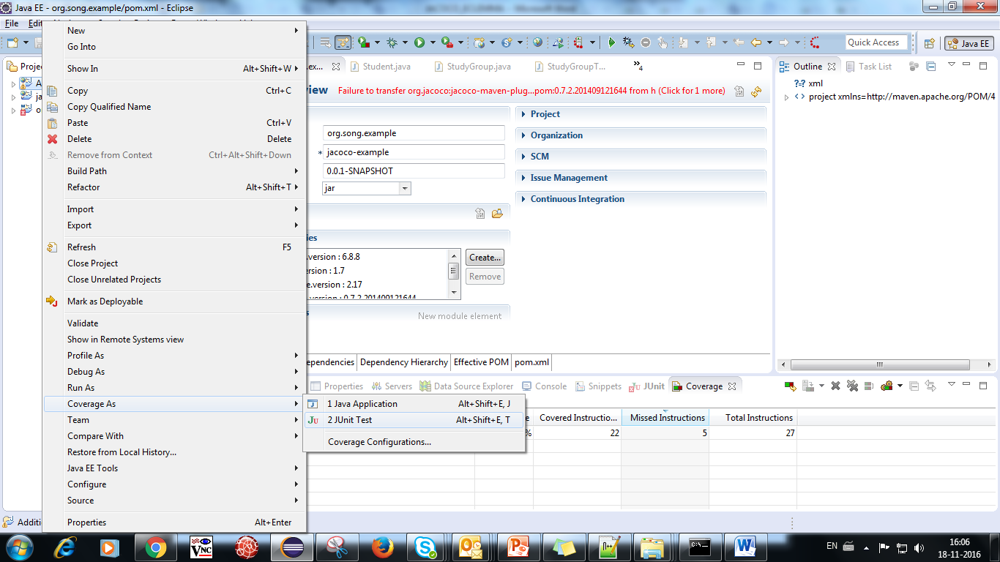 Java EE - org.song.example/pom.xml - Eclipse
File Edit
Quick Access
Java EE
New
Go Into
Show In Alt+Shift+W
Copy Ctrl+C
Copy Qualified Name
Paste Ctrl+V
Delete Delete
Remove from Context Ctrl+Alt+Shift+Down
Build Path
Refactor Alt+Shift+T
Import
Export
Refresh F5
Close Project
Close Unrelated Projects
Mark as Deployable
Validate
Show in Remote Systems view
Profile As
Debug As
Run As
Coverage As
Team
Compare With
Restore from Local History...
Java EE Tools
Configure
Source
Properties Alt+Enter
1 Java Application Alt+Shift+E, J
2 JUnit Test Alt+Shift+E, T
Coverage Configurations...
Student.java StudyGroup.java StudyGroupT... »4
Failure to transfer org.jacoco:jacoco-maven-plug...pom:0.7.2.201409121644 from h (Click for 1 more)
org.song.example
* jacoco-example
0.0.1-SNAPSHOT
jar
Project
Organization
SCM
Issue Management
Continuous Integration
.version : 6.8.8
ersion : 1.7
e.version : 2.17
.version : 0.7.2.201409121644
Create...
Remove
New module element
ependencies Dependency Hierarchy Effective POM pom.xml
Outline Task List
?-? xml
<> project xmlns=http://maven.apache.org/POM/4
Properties Servers Data Source Explorer Console Snippets JUnit Coverage
Covered Instructio... Missed Instructions Total Instructions
% 22 5 27
Additi
EN 16:06
18-11-2016